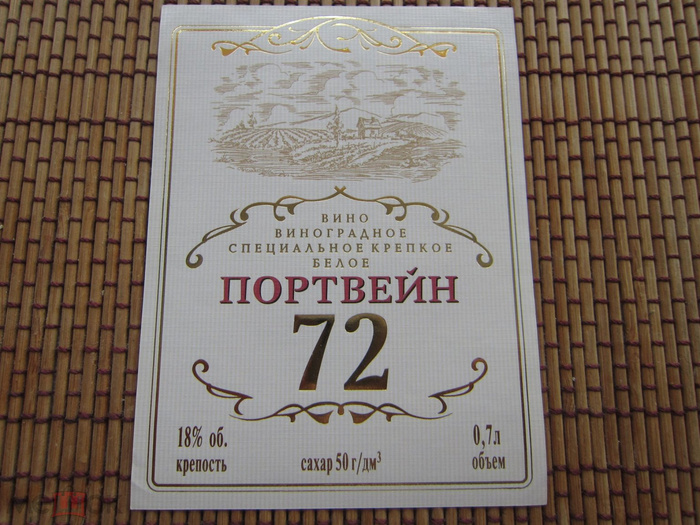 ВИНО
ВИНОГРАДНОЕ
СПЕЦИАЛЬНОЕ КРЕПКОЕ
БЕЛОЕ
ПОРТВЕЙН
72
18% об.
крепость
сахар 50 г/дм³
0,7л
объем